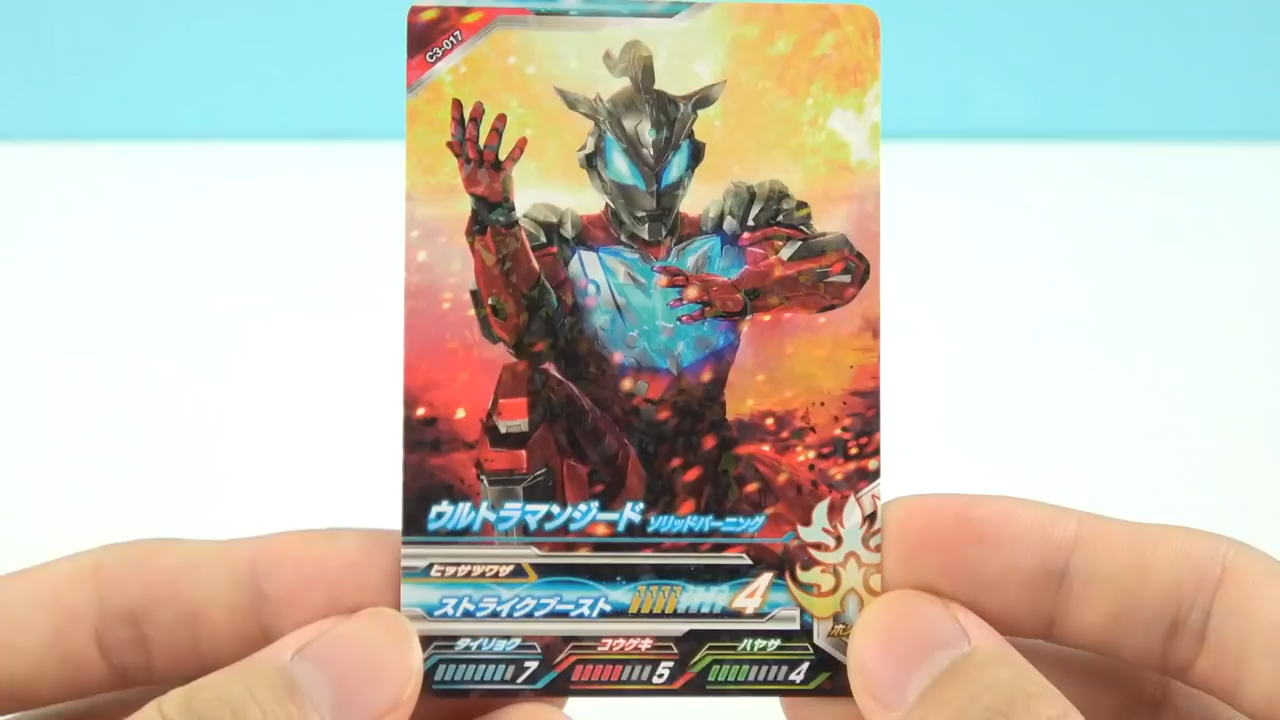 C3-017
ウルトラマンジード ソリッドバーニング
ヒッサツワザ
ストライクブースト 4
タイリョク コウゲキ ハヤサ
7 5 4